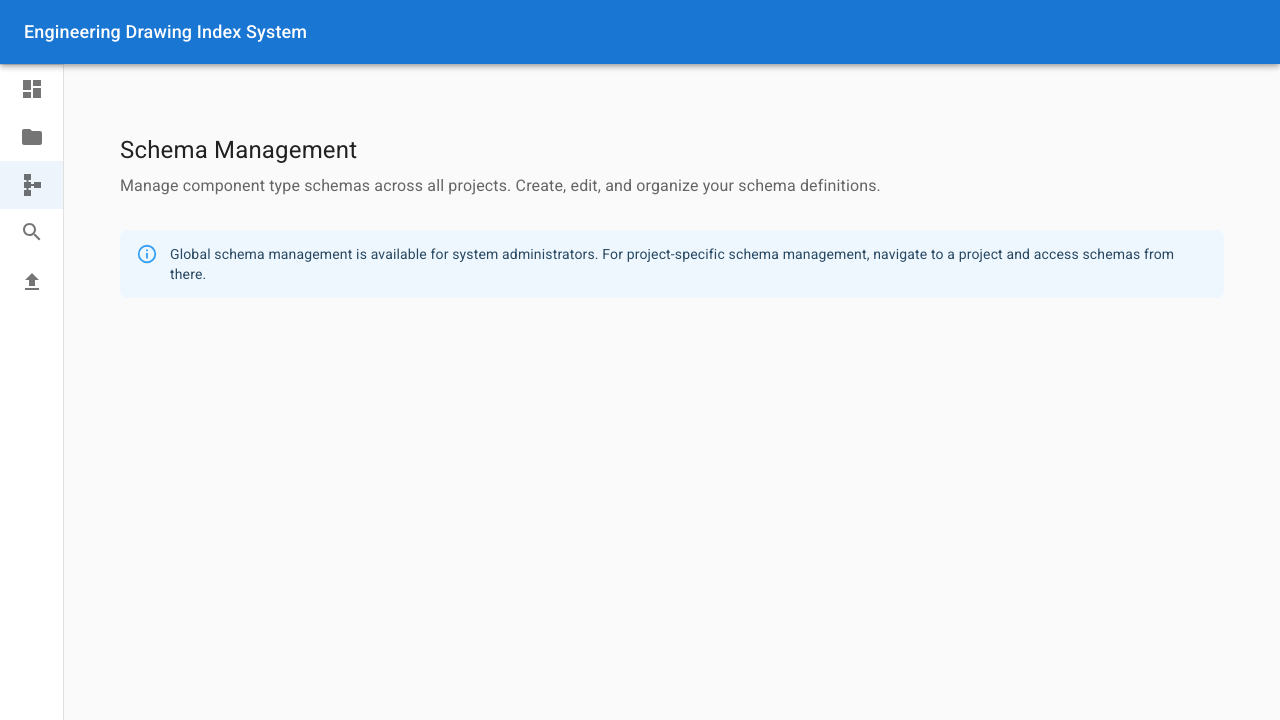 Engineering Drawing Index System
Schema Management
Manage component type schemas across all projects. Create, edit, and organize your schema definitions.
Global schema management is available for system administrators. For project-specific schema management, navigate to a project and access schemas from
there.